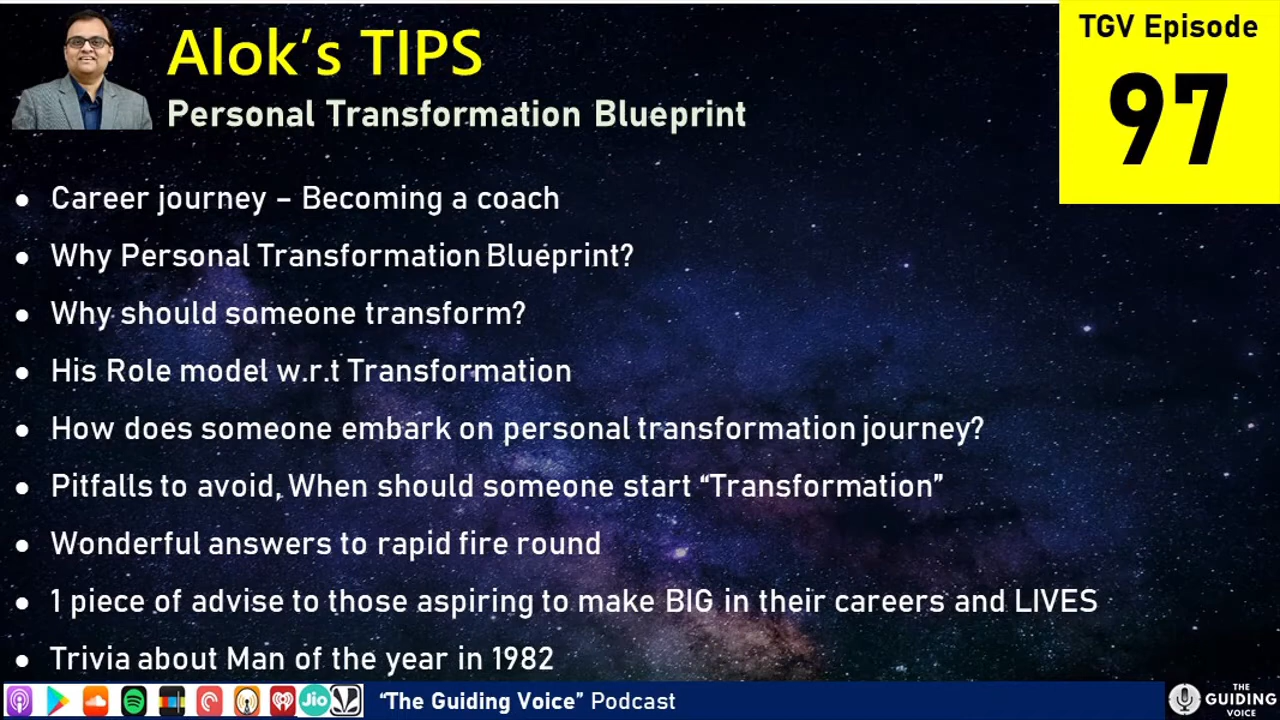 Alok's TIPS
Personal Transformation Blueprint
TGV Episode
97
• Career journey – Becoming a coach
• Why Personal Transformation Blueprint?
• Why should someone transform?
• His Role model w.r.t Transformation
• How does someone embark on personal transformation journey?
• Pitfalls to avoid, When should someone start “Transformation”
• Wonderful answers to rapid fire round
• 1 piece of advise to those aspiring to make BIG in their careers and LIVES
• Trivia about Man of the year in 1982
Jio
“The Guiding Voice” Podcast
THE
GUIDING
VOICE